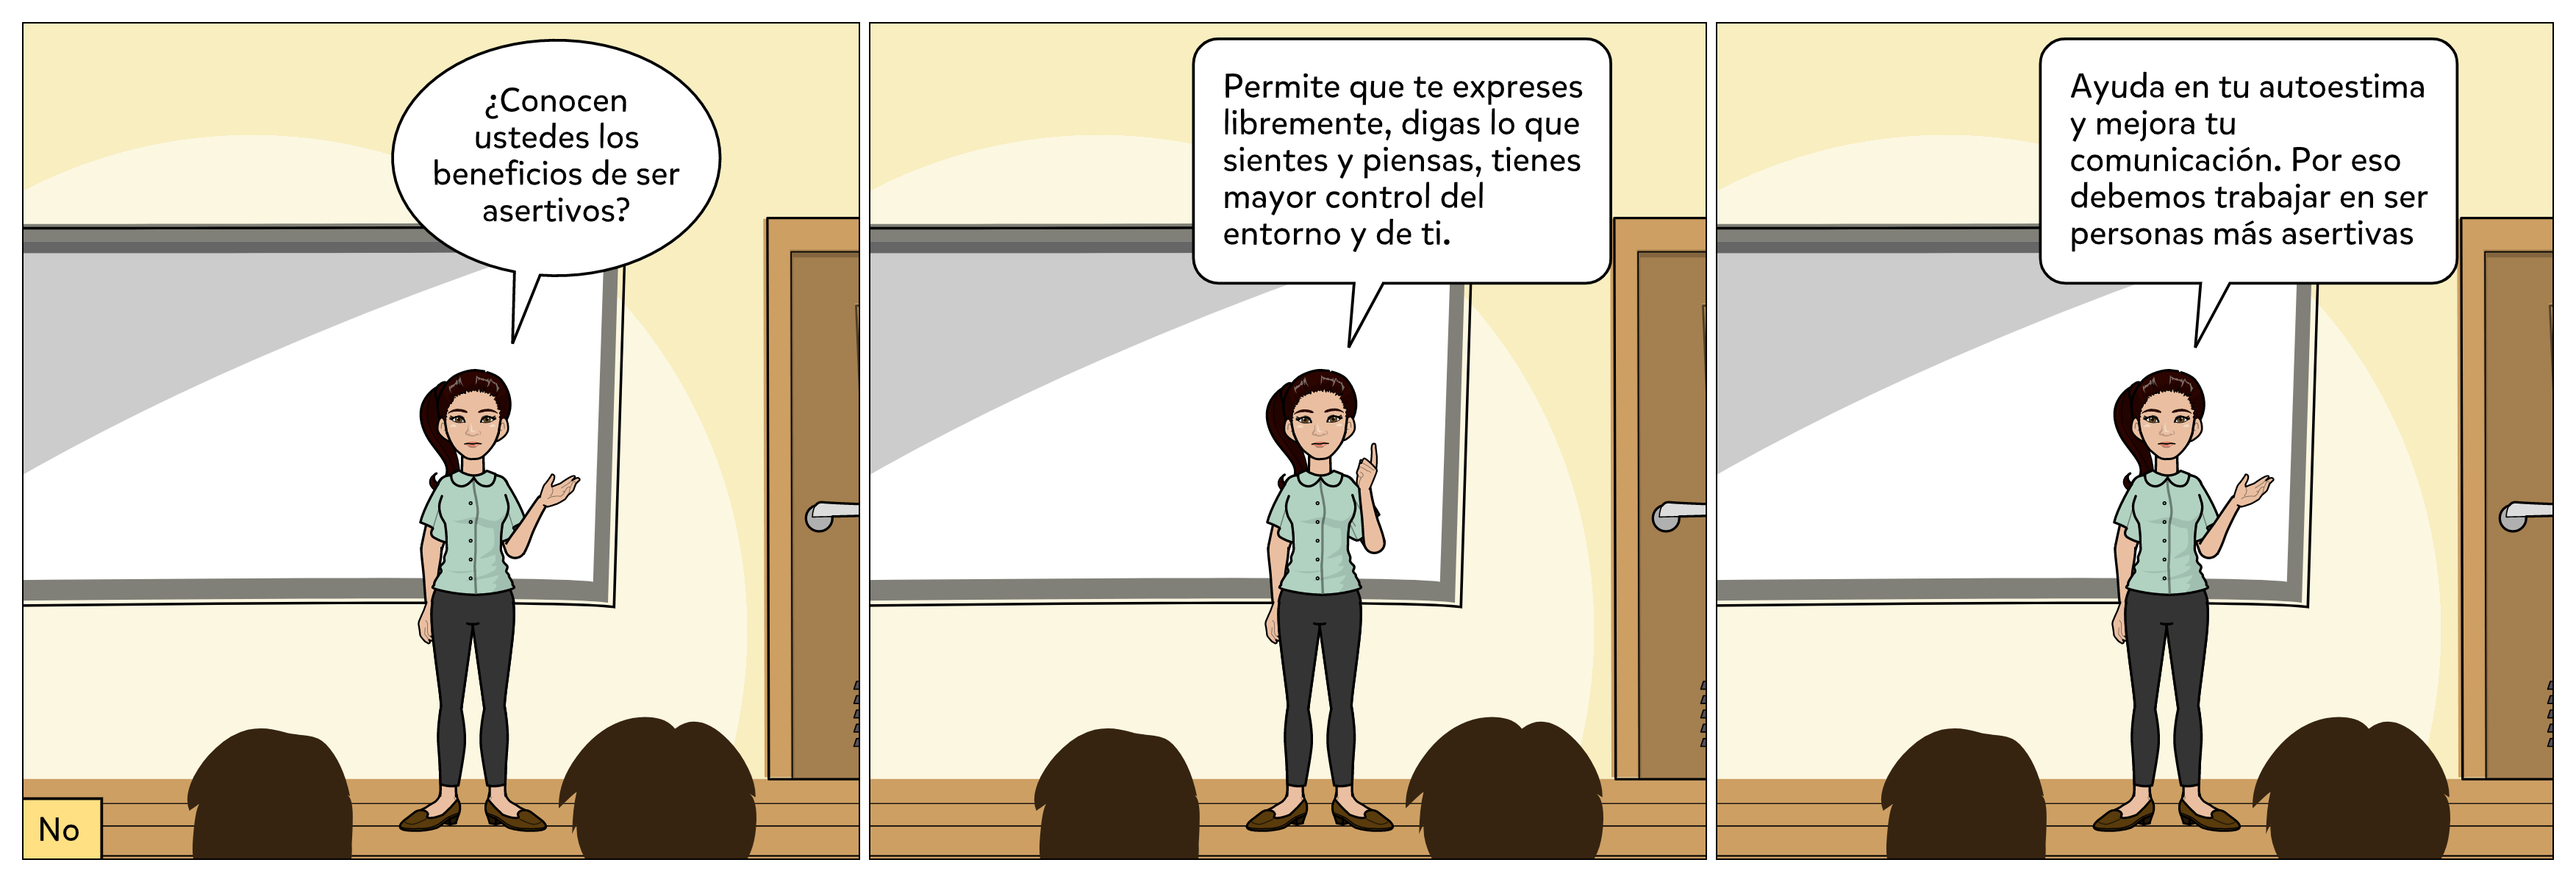 ¿Conocen
ustedes los
beneficios de ser
asertivos?
No
Permite que te expreses
libremente, digas lo que
sientes y piensas, tienes
mayor control del
entorno y de ti.
Ayuda en tu autoestima
y mejora tu
comunicación. Por eso
debemos trabajar en ser
personas más asertivas